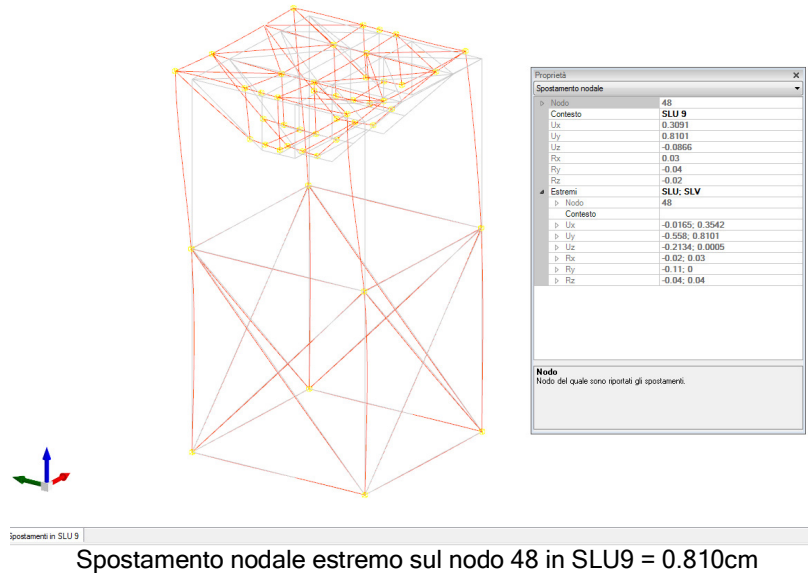 Proprietà
Spostamento nodale
Nodo 48
Contesto SLU 9
Ux 0.3091
Uy 0.8101
Uz -0.0866
Rx 0.03
Ry -0.04
Rz -0.02
Estremi SLU; SLV
Nodo 48
Contesto
Ux -0.0165; 0.3542
Uy -0.558; 0.8101
Uz -0.2134; 0.0005
Rx -0.02; 0.03
Ry -0.11; 0
Rz -0.04; 0.04
Nodo
Nodo del quale sono riportati gli spostamenti.
Spostamenti in SLU 9
Spostamento nodale estremo sul nodo 48 in SLU9 = 0.810cm